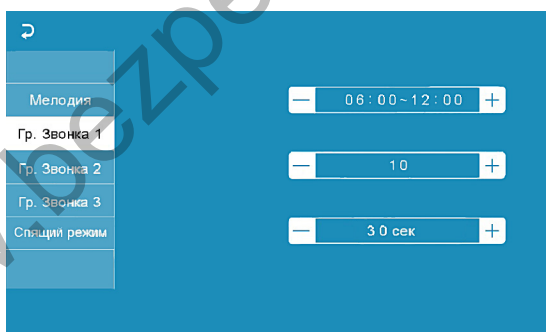 Мелодия
— 06:00~12:00 +
Гр. Звонка 1
Гр. Звонка 2
— 10 +
Гр. Звонка 3
Спящий режим
— 30 сек +